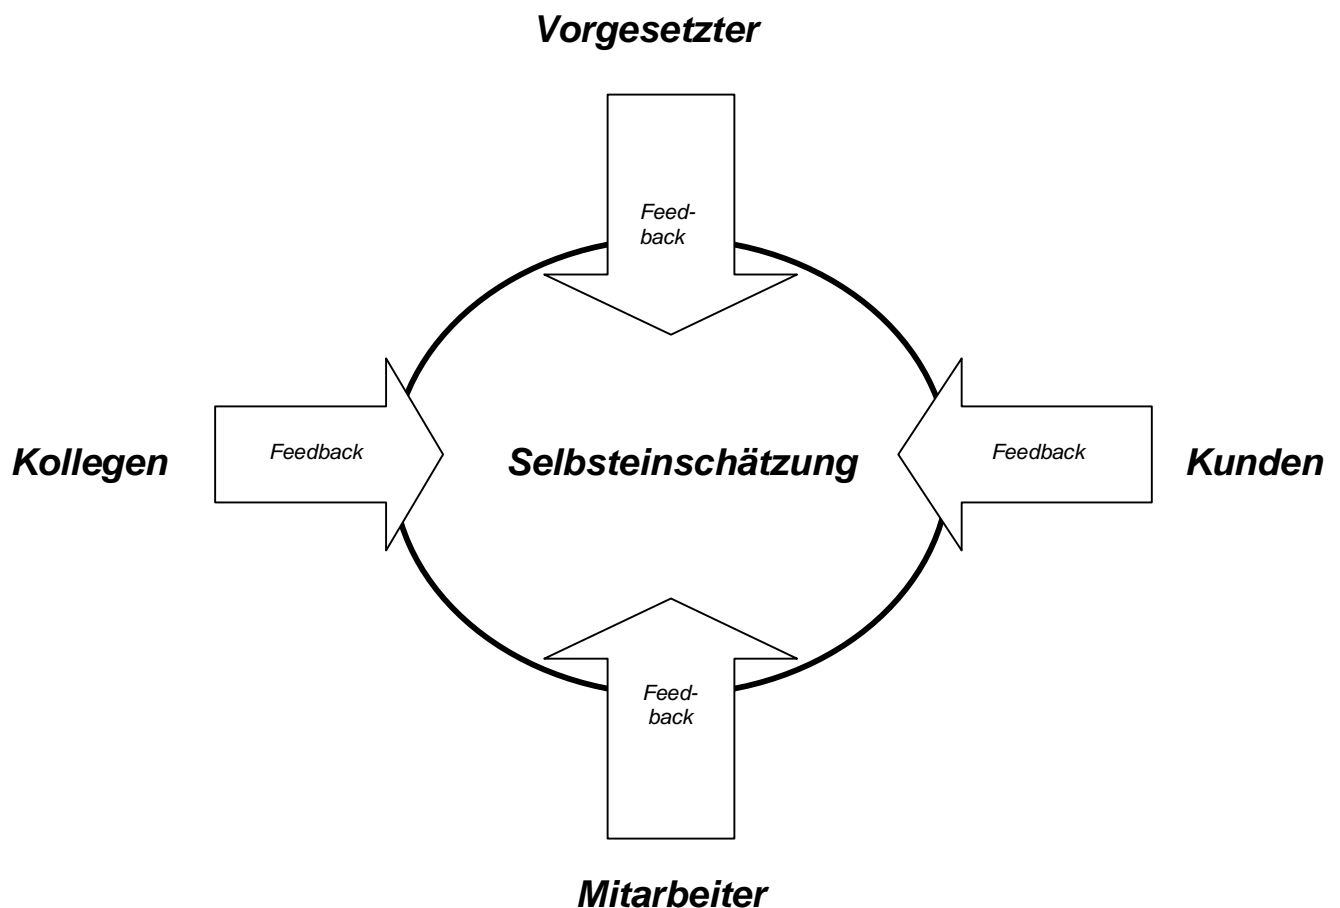 Vorgesetzter
Feed-
back
Kollegen
Feedback
Selbsteinschätzung
Feedback
Kunden
Feed-
back
Mitarbeiter